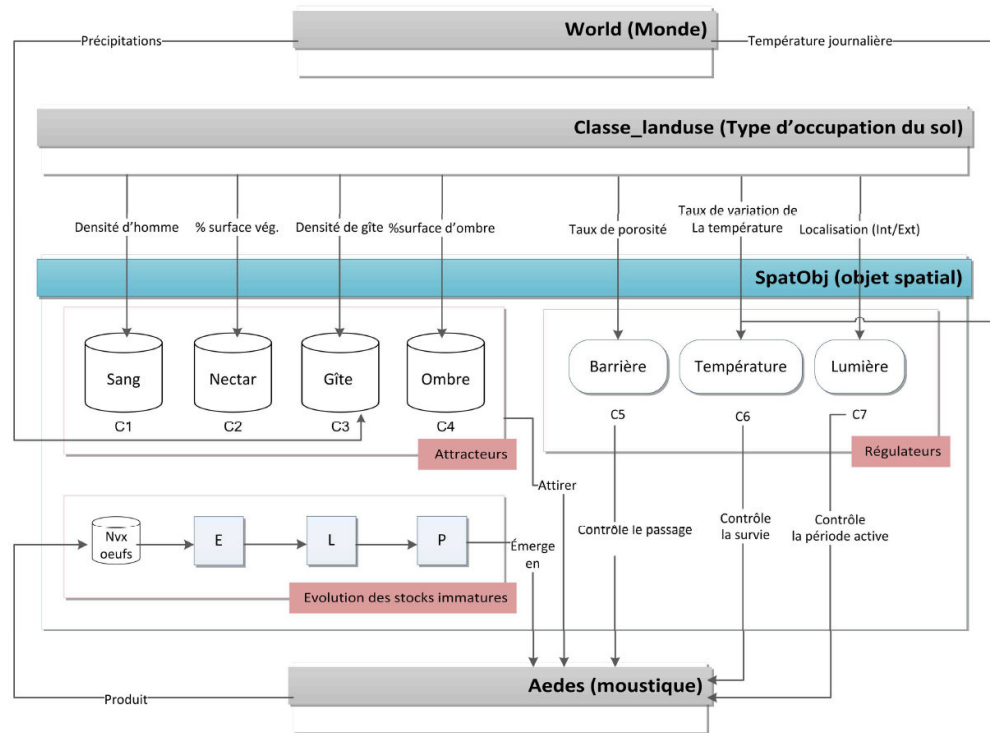 World (Monde)
Précipitations
Température journalière
Classe_landuse (Type d'occupation du sol)
Densité d'homme
% surface vég.
Densité de gîte
%surface d'ombre
Taux de porosité
Taux de variation de
La température
Localisation (Int/Ext)
SpatObj (objet spatial)
Sang
Nectar
Gîte
Ombre
Barrière
Température
Lumière
C1
C2
C3
C4
C5
C6
C7
Attracteurs
Régulateurs
Attirer
Nvx
oeufs
E
L
P
Émerge
en
Contrôle le passage
Contrôle
la survie
Contrôle
la période active
Evolution des stocks immatures
Aedes (moustique)
Produit